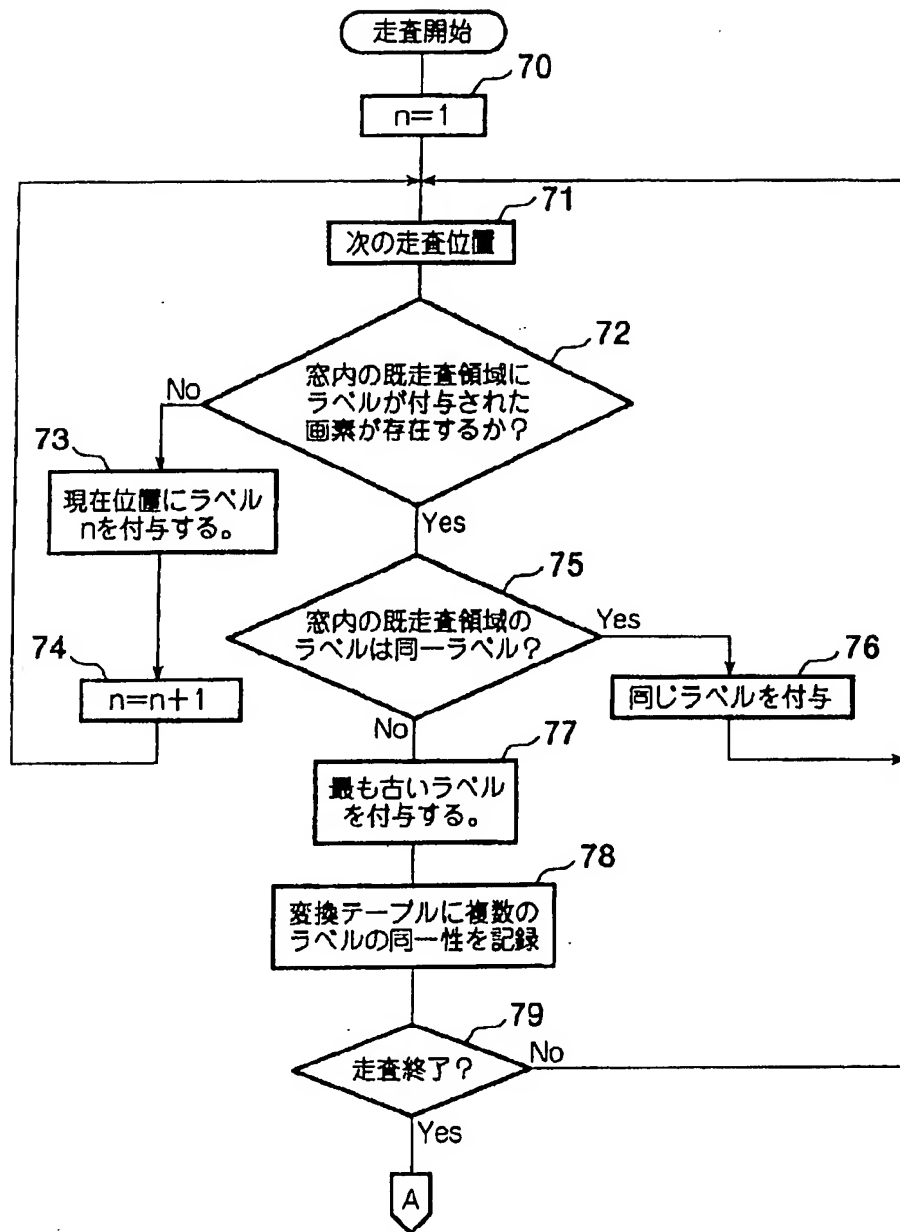 走査開始
70
n=1
71
次の走査位置
72
窓内の既走査領域に
ラベルが付与された
画素が存在するか？
No
Yes
73
現在位置にラベル
nを付与する。
74
n=n+1
75
窓内の既走査領域の
ラベルは同一ラベル？
Yes
No
76
同じラベルを付与
77
最も古いラベル
を付与する。
78
変換テーブルに複数の
ラベルの同一性を記録
79
走査終了？
No
Yes
A